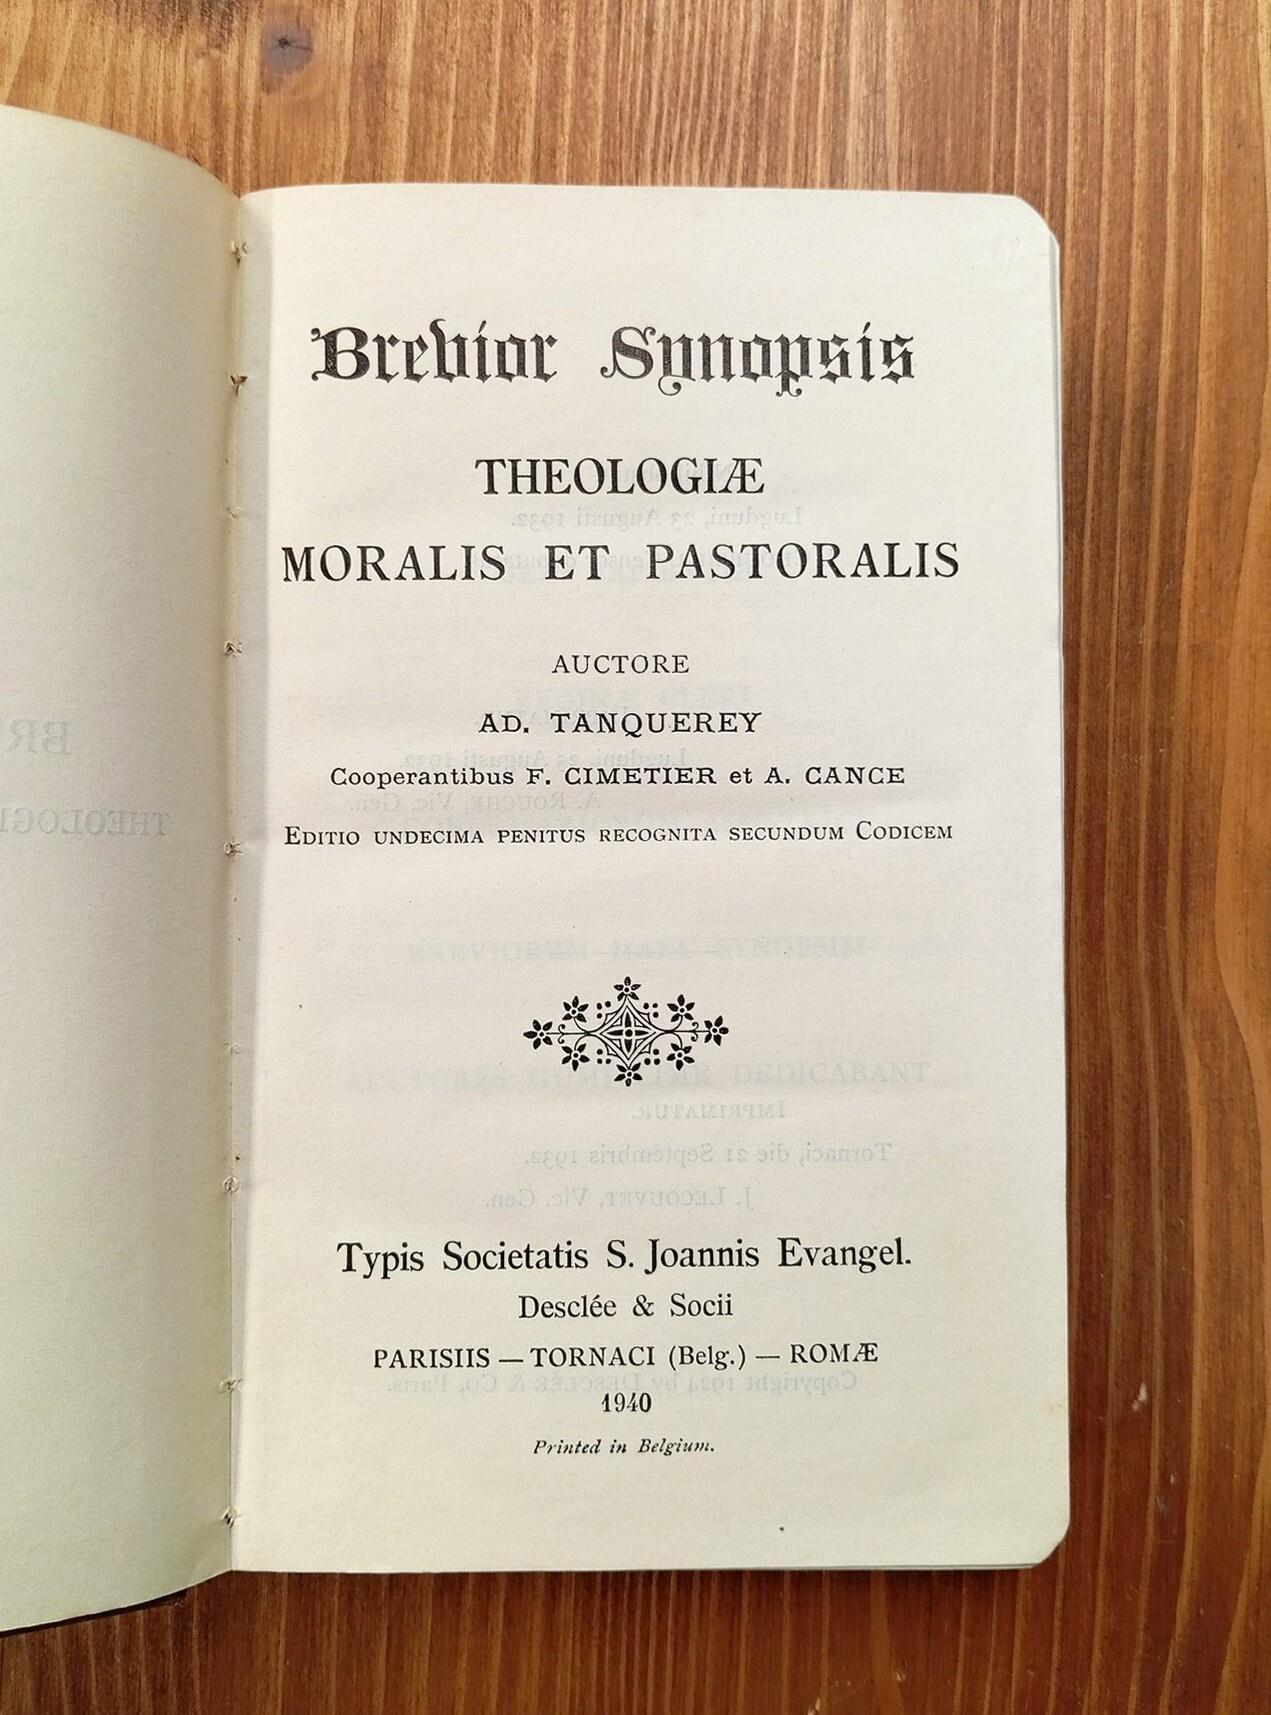 Brevior Synopsis
THEOLOGIÆ
MORALIS ET PASTORALIS
AUCTORE
AD. TANQUEREY
Cooperantibus F. CIMETIER et A. CANCE
EDITIO UNDECIMA PENITUS RECOGNITA SECUNDUM CODICEM
Typis Societatis S. Joannis Evangel.
Desclée & Socii
PARISIIS — TORNACI (Belg.) — ROMÆ
1940
Printed in Belgium.